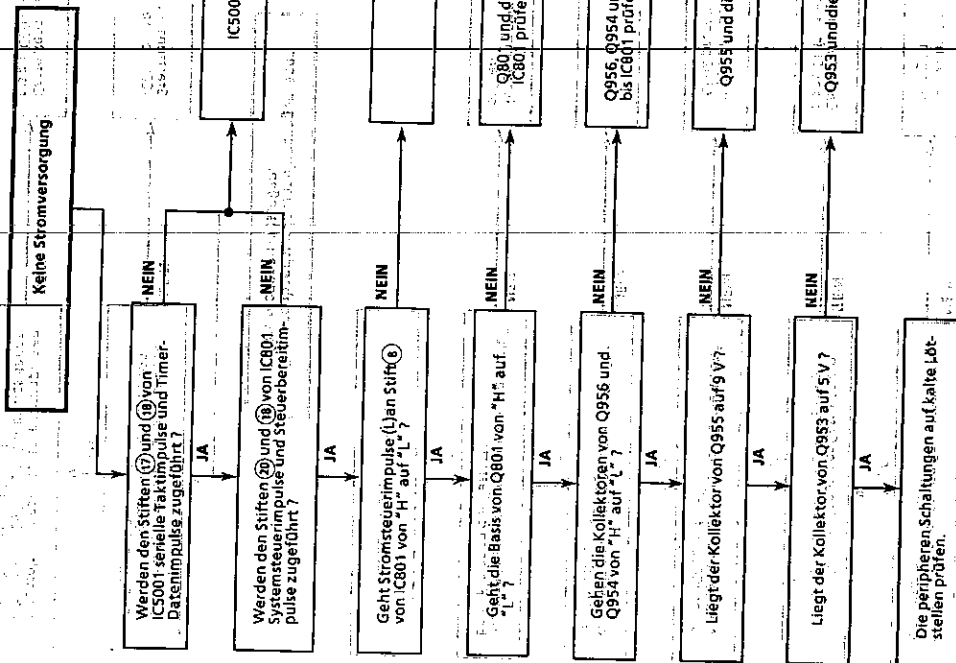 Keine Stromversorgung
Werden den Stiften ⑰ und ⑱ von
IC5001 serielle Taktimpulse und Timer-
Datenimpulse zugeführt ?
NEIN
JA
IC500
Werden den Stiften ⑳ und ⑱ von IC801
Systemsteuerimpulse und Steuerbereitim-
pulse zugeführt ?
NEIN
JA
Geht Stromsteuerimpulse (L) an Stift ⑧
von IC801 von "H" auf "L" ?
NEIN
JA
Geht die Basis von Q801 von "H" auf
"L" ?
NEIN
Q801 und d
IC801 prüfe
JA
Gehen die Kollektoren von Q956 und
Q954 von "H" auf "L" ?
NEIN
Q956, Q954 u
bis IC801 prüfe
JA
Liegt der Kollektor von Q955 auf 9 V ?
NEIN
Q955 und di
JA
Liegt der Kollektor von Q953 auf 5 V ?
NEIN
Q953 und die
JA
Die peripheren Schaltungen auf kalte Löt-
stellen prüfen.